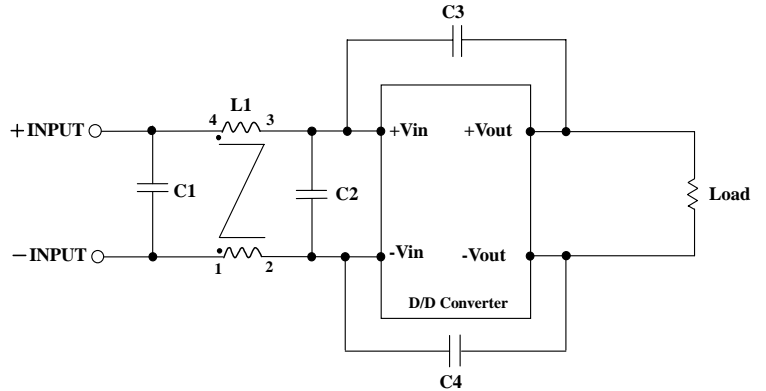 C3
L1
+INPUT
4
3
+Vin
+Vout
C1
C2
Load
−INPUT
1
2
-Vin
-Vout
D/D Converter
C4